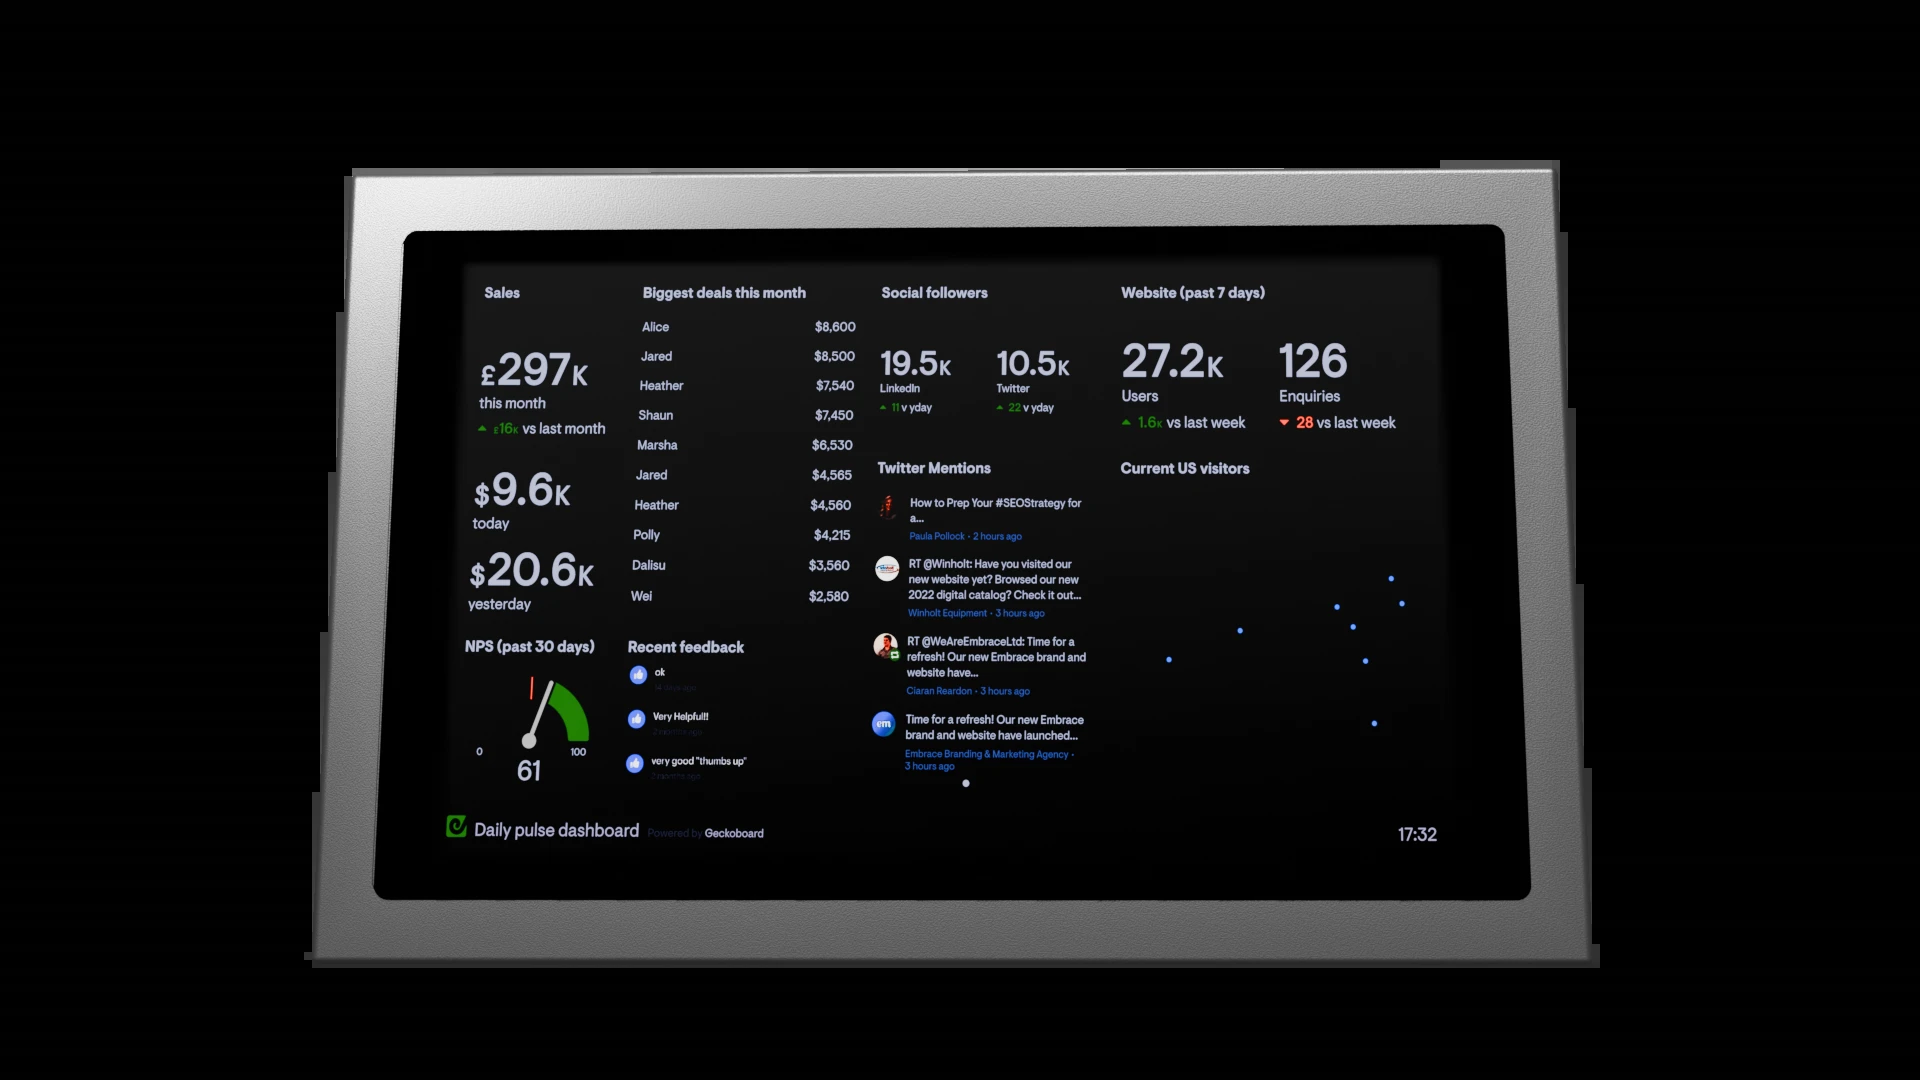 Sales
£297K
this month
£16K vs last month
$9.6K
today
$20.6K
yesterday
NPS (past 30 days)
0
100
61
Biggest deals this month
Alice $8,600
Jared $8,500
Heather $7,540
Shaun $7,450
Marsha $6,530
Jared $4,565
Heather $4,560
Polly $4,215
Dalisu $3,560
Wei $2,580
Recent feedback
ok
Very Helpful!!
very good "thumbs up"
Social followers
19.5K
LinkedIn
11 v yday
10.5K
Twitter
22 v yday
Twitter Mentions
How to Prep Your #SEOStrategy for
a...
Paula Pollock • 2 hours ago
RT @Winholt: Have you visited our
new website yet? Browsed our new
2022 digital catalog? Check it out...
Winholt Equipment • 3 hours ago
RT @WeAreEmbraceLtd: Time for a
refresh! Our new Embrace brand and
website have...
Ciaran Reardon • 3 hours ago
em
Time for a refresh! Our new Embrace
brand and website have launched...
Embrace Branding & Marketing Agency •
3 hours ago
Website (past 7 days)
27.2K
Users
1.6K vs last week
126
Enquiries
28 vs last week
Current US visitors
Daily pulse dashboard Powered by Geckoboard
17:32